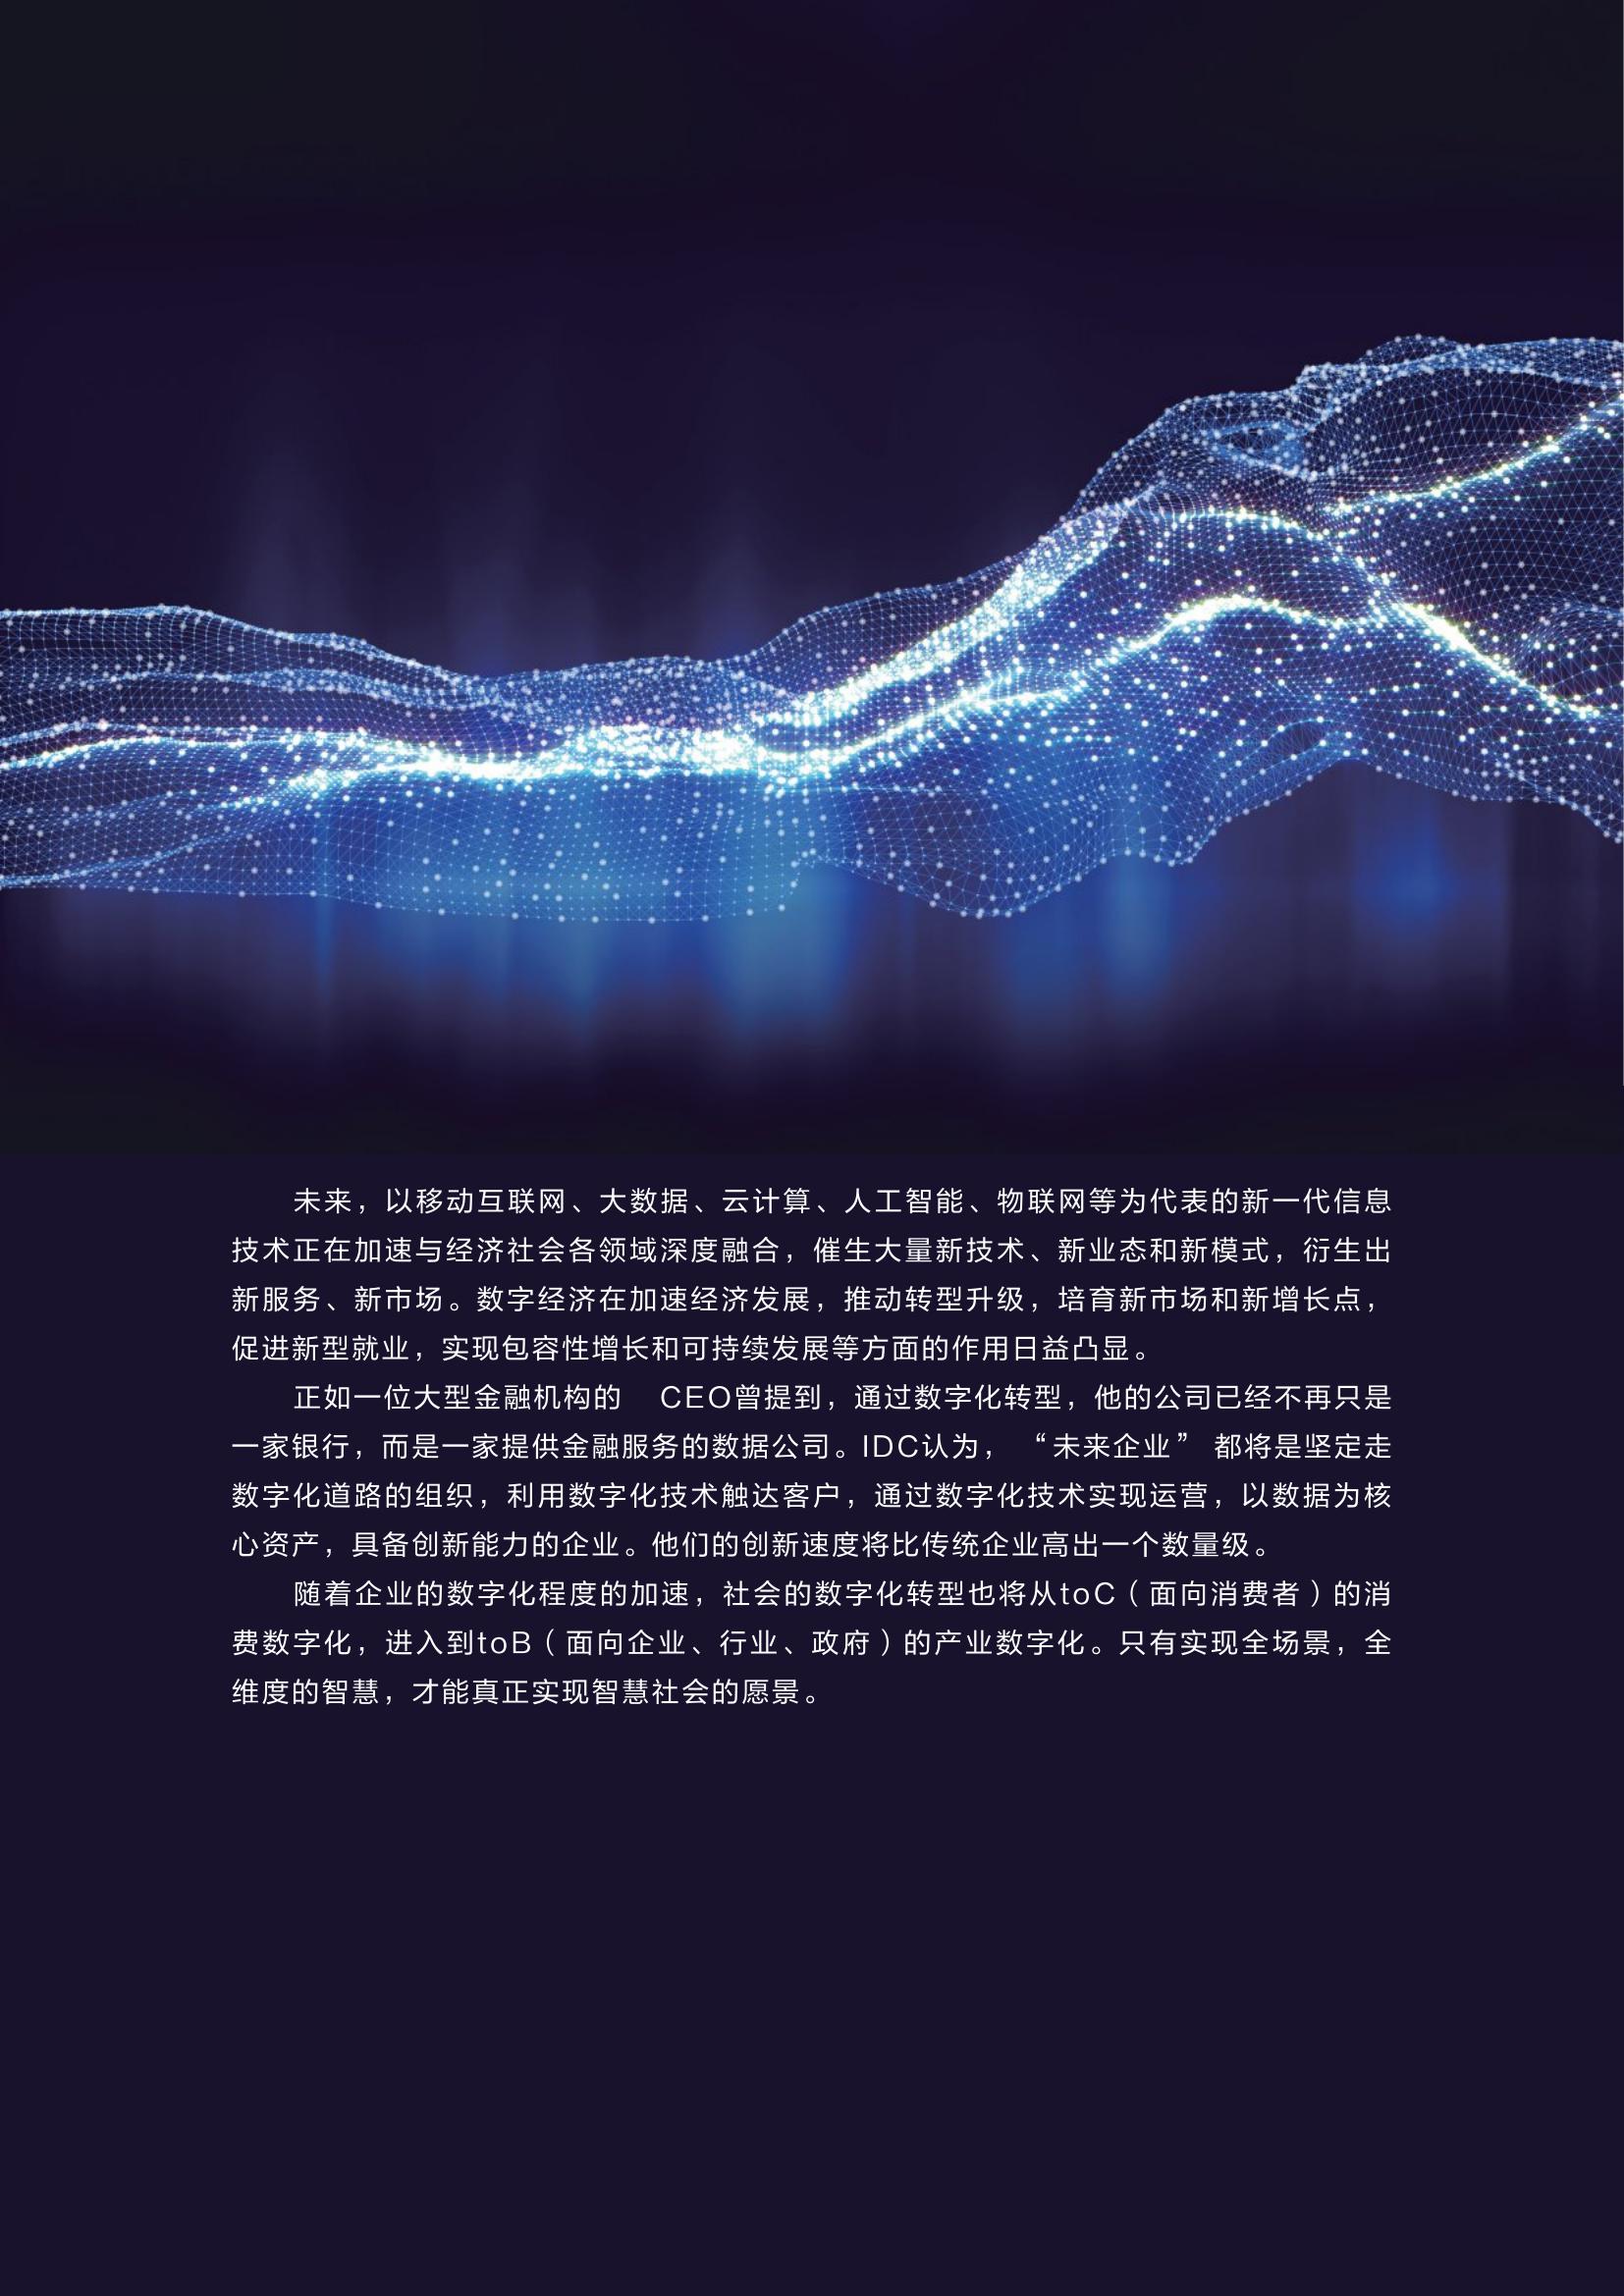 未来，以移动互联网、大数据、云计算、人工智能、物联网等为代表的新一代信息
技术正在加速与经济社会各领域深度融合，催生大量新技术、新业态和新模式，衍生出
新服务、新市场。数字经济在加速经济发展，推动转型升级，培育新市场和新增长点，
促进新型就业，实现包容性增长和可持续发展等方面的作用日益凸显。
正如一位大型金融机构的 CEO曾提到，通过数字化转型，他的公司已经不再只是
一家银行，而是一家提供金融服务的数据公司。IDC认为， “未来企业” 都将是坚定走
数字化道路的组织，利用数字化技术触达客户，通过数字化技术实现运营，以数据为核
心资产，具备创新能力的企业。他们的创新速度将比传统企业高出一个数量级。
随着企业的数字化程度的加速，社会的数字化转型也将从toC（面向消费者）的消
费数字化，进入到toB（面向企业、行业、政府）的产业数字化。只有实现全场景，全
维度的智慧，才能真正实现智慧社会的愿景。